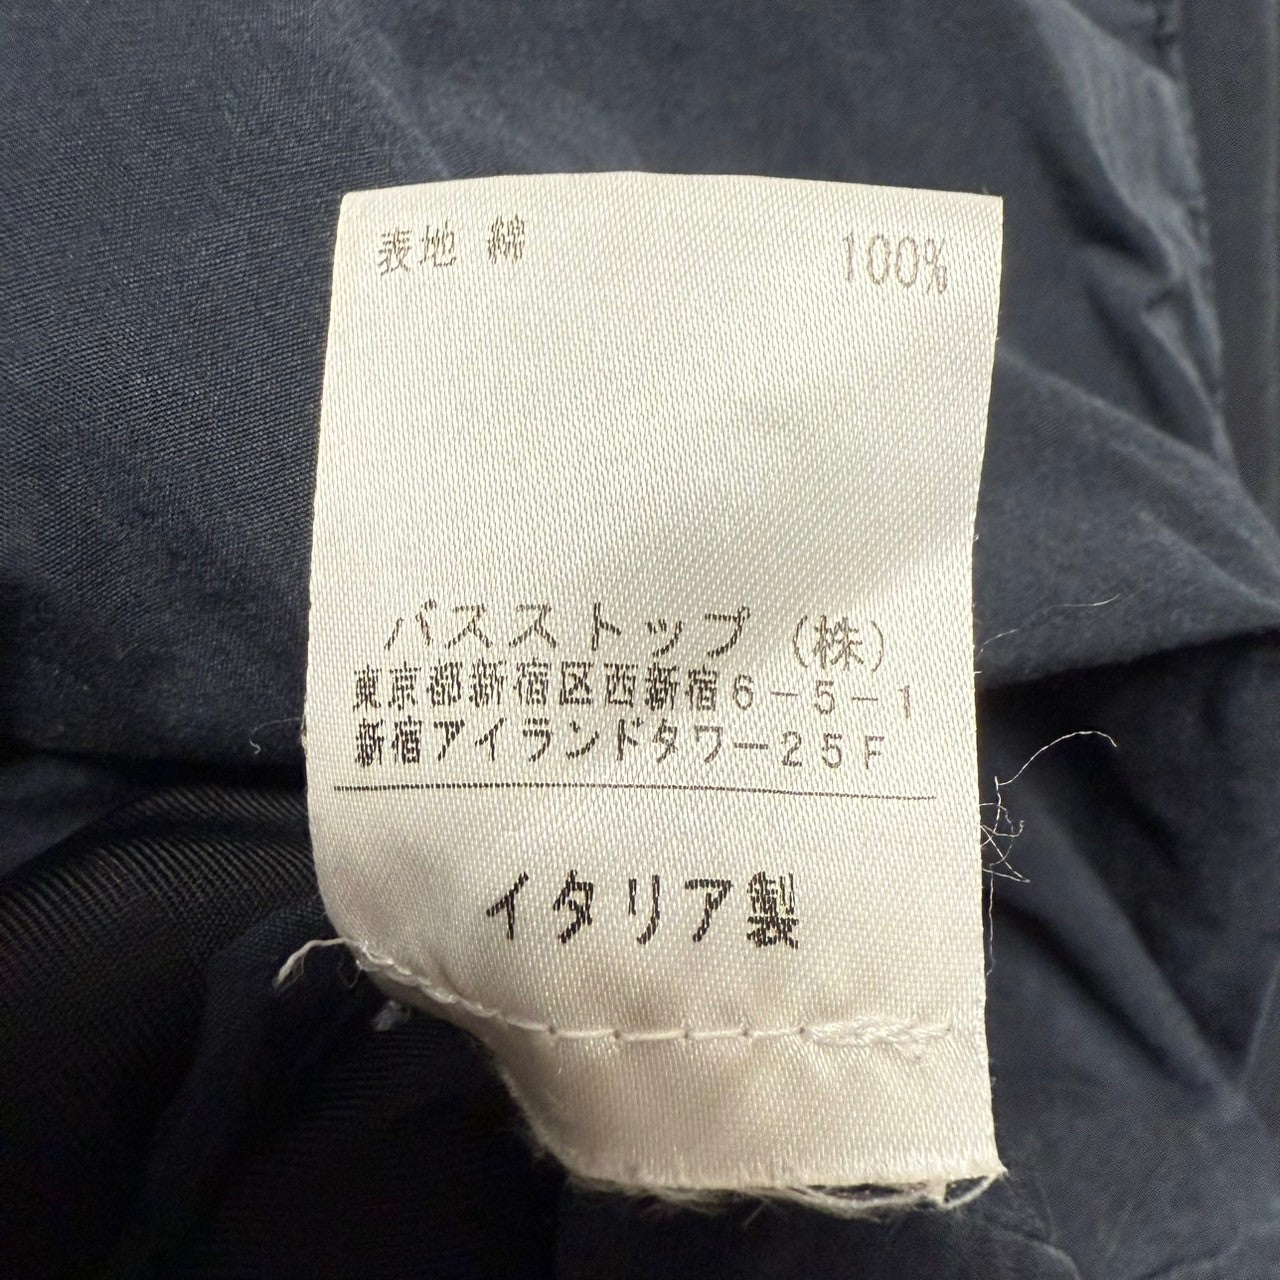 表地 綿 100%
バスストップ(株)
東京都新宿区西新宿6-5-1
新宿アイランドタワー25F
イタリア製